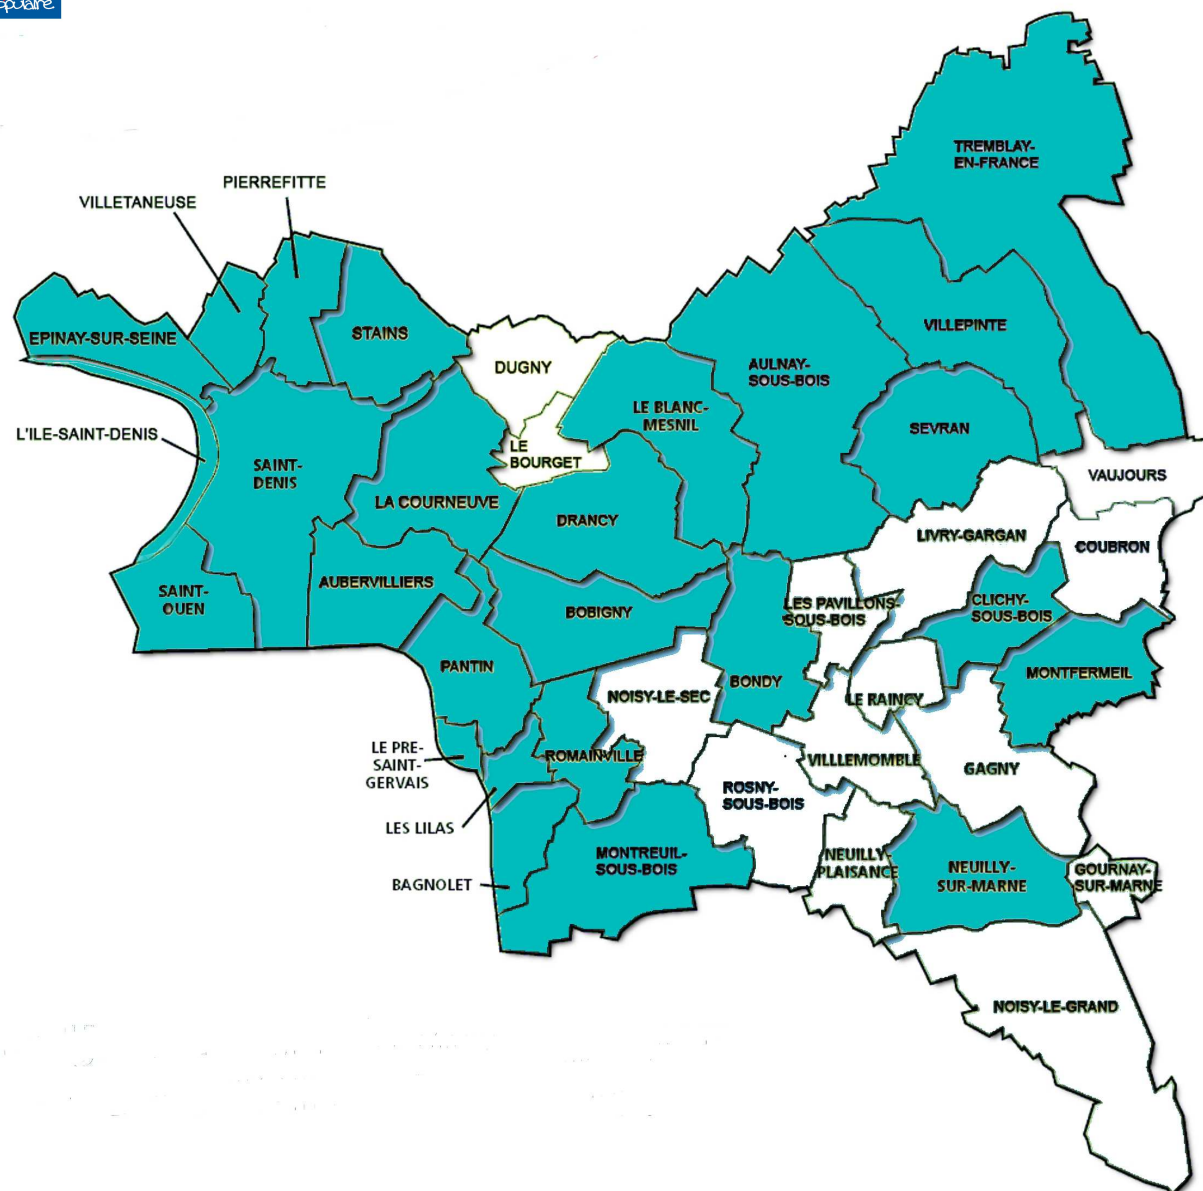 opulaire
TREMBLAY-
EN-FRANCE
PIERREFITTE
VILLETANEUSE
EPINAY-SUR-SEINE
STAINS
VILLEPINTE
DUGNY
AULNAY-
SOUS-BOIS
LE BLANC-
MESNIL
SEVRAN
L'ILE-SAINT-DENIS
LE
BOURGET
SAINT-
DENIS
VAUJOURS
LA COURNEUVE
DRANCY
LIVRY-GARGAN
COUBRON
AUBERVILLIERS
SAINT-
OUEN
BOBIGNY
LES PAVILLONS-
SOUS-BOIS
CLICHY-
SOUS-BOIS
PANTIN
BONDY
MONTFERMEIL
NOISY-LE-SEC
LE RAINCY
LE PRE-
SAINT-
GERVAIS
ROMAINVILLE
VILLLEMOMBLE
GAGNY
ROSNY-
SOUS-BOIS
LES LILAS
MONTREUIL-
SOUS-BOIS
NEUILLY-
PLAISANCE
NEUILLY-
SUR-MARNE
GOURNAY-
SUR-MARNE
BAGNOLET
NOISY-LE-GRAND